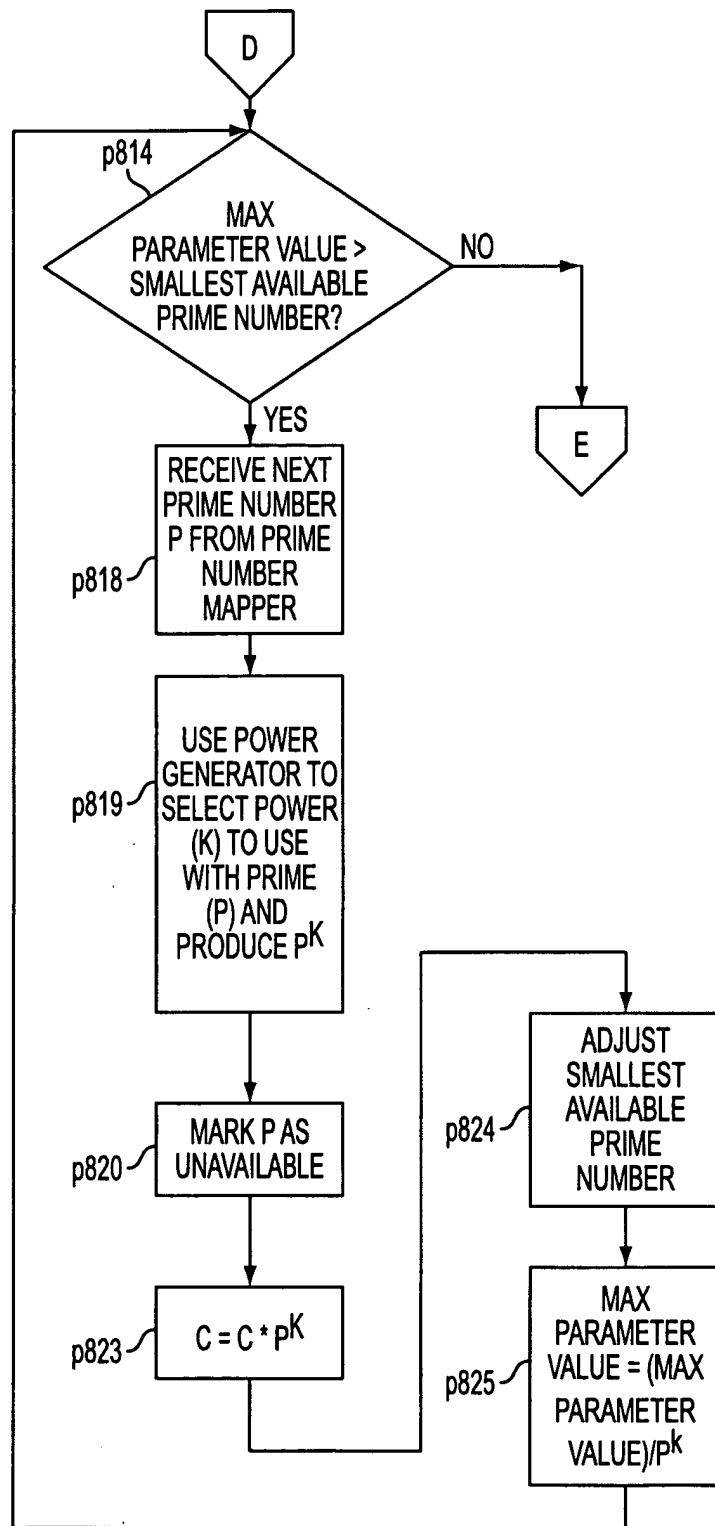 D
p814
MAX
PARAMETER VALUE >
SMALLEST AVAILABLE
PRIME NUMBER?
NO
E
YES
RECEIVE NEXT
PRIME NUMBER
P FROM PRIME
NUMBER
MAPPER
p818
USE POWER
GENERATOR TO
SELECT POWER
(K) TO USE
WITH PRIME
(P) AND
PRODUCE P^K
p819
MARK P AS
UNAVAILABLE
p820
C = C * P^K
p823
ADJUST
SMALLEST
AVAILABLE
PRIME
NUMBER
p824
MAX
PARAMETER
VALUE = (MAX
PARAMETER
VALUE)/P^k
p825